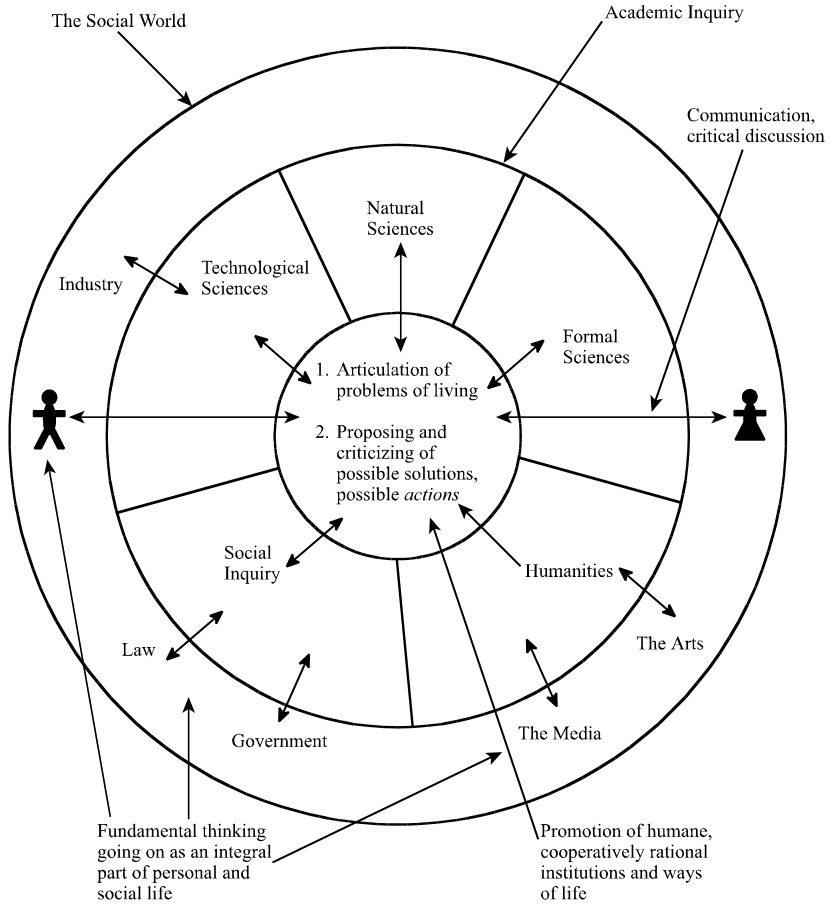 The Social World
Academic Inquiry
Communication,
critical discussion
Natural
Sciences
Technological
Sciences
Industry
Formal
Sciences
1. Articulation of
problems of living
2. Proposing and
criticizing of
possible solutions,
possible actions
Social
Inquiry
Humanities
Law
The Arts
Government
The Media
Fundamental thinking
going on as an integral
part of personal and
social life
Promotion of humane,
cooperatively rational
institutions and ways
of life